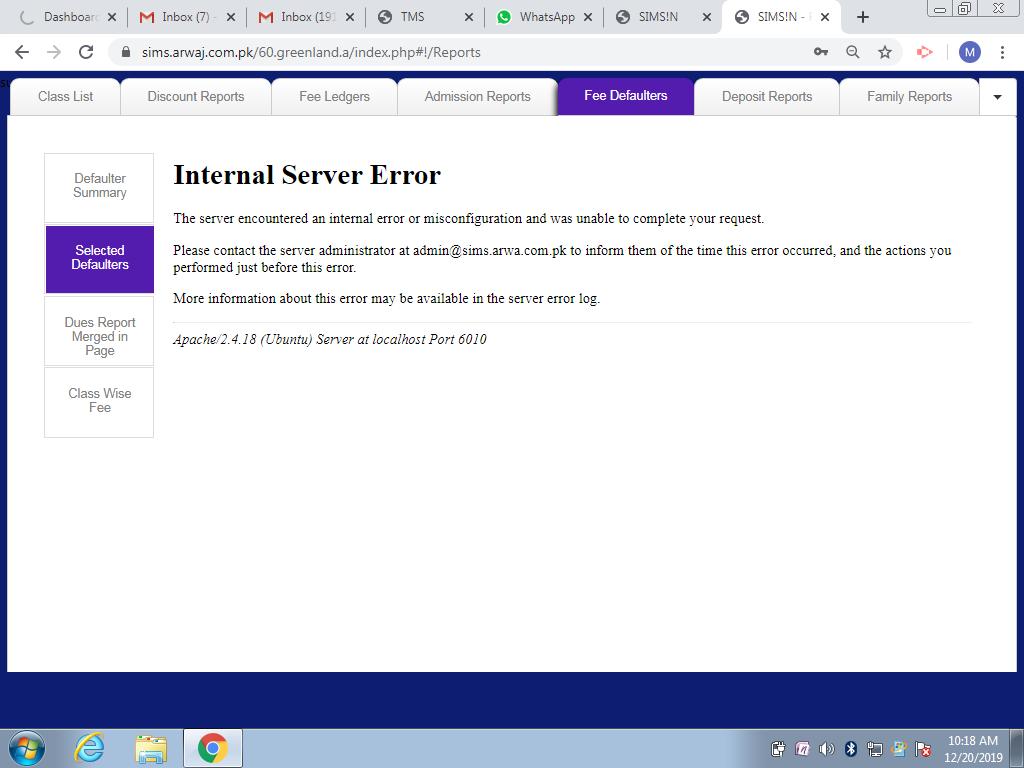 Dashboar
Inbox (7) -
Inbox (19
TMS
WhatsApp
SIMS!N
SIMS!N -
sims.arwaj.com.pk/60.greenland.a/index.php#!/Reports
M
Class List
Discount Reports
Fee Ledgers
Admission Reports
Fee Defaulters
Deposit Reports
Family Reports
Defaulter
Summary
Selected
Defaulters
Dues Report
Merged in
Page
Class Wise
Fee
Internal Server Error
The server encountered an internal error or misconfiguration and was unable to complete your request.
Please contact the server administrator at admin@sims.arwa.com.pk to inform them of the time this error occurred, and the actions you
performed just before this error.
More information about this error may be available in the server error log.
Apache/2.4.18 (Ubuntu) Server at localhost Port 6010
10:18 AM
12/20/2019